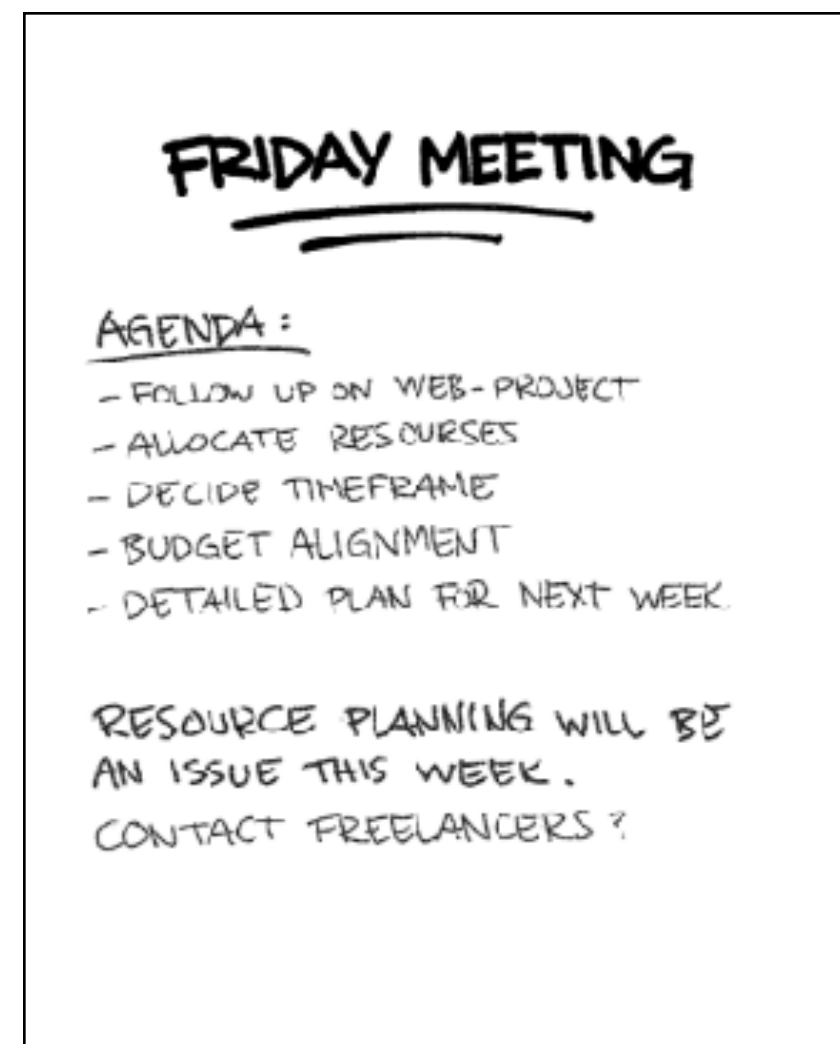 FRIDAY MEETING
AGENDA:
- FOLLOW UP ON WEB-PROJECT
- ALLOCATE RESOURSES
- DECIDE TIMEFRAME
- BUDGET ALIGNMENT
- DETAILED PLAN FOR NEXT WEEK
RESOURCE PLANNING WILL BE
AN ISSUE THIS WEEK.
CONTACT FREELANCERS?